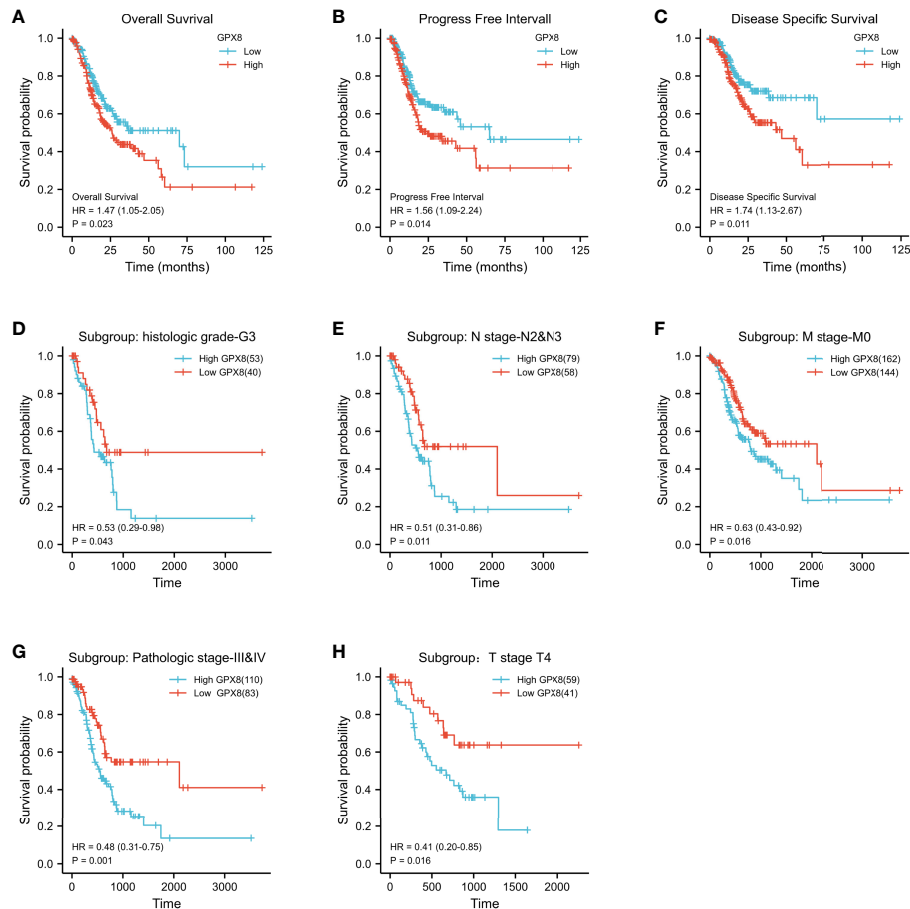 A
Overall Suvrival
GPX8
Low
High
Survival probability
1.0
0.8
0.6
0.4
0.2
0.0
Overall Survival
HR = 1.47 (1.05-2.05)
P = 0.023
0 25 50 75 100 125
Time (months)
B
Progress Free Intervall
GPX8
Low
High
Survival probability
1.0
0.8
0.6
0.4
0.2
0.0
Progress Free Interval
HR = 1.56 (1.09-2.24)
P = 0.014
0 25 50 75 100 125
Time (months)
C
Disease Specific Survival
GPX8
Low
High
Survival probability
1.0
0.8
0.6
0.4
0.2
0.0
Disease Specific Survival
HR = 1.74 (1.13-2.67)
P = 0.011
0 25 50 75 100 125
Time (months)
D
Subgroup: histologic grade-G3
High GPX8(53)
Low GPX8(40)
Survival probability
1.0
0.8
0.6
0.4
0.2
0.0
HR = 0.53 (0.29-0.98)
P = 0.043
0 1000 2000 3000
Time
E
Subgroup: N stage-N2&N3
High GPX8(79)
Low GPX8(58)
Survival probability
1.0
0.8
0.6
0.4
0.2
0.0
HR = 0.51 (0.31-0.86)
P = 0.011
0 1000 2000 3000
Time
F
Subgroup: M stage-M0
High GPX8(162)
Low GPX8(144)
Survival probability
1.0
0.8
0.6
0.4
0.2
0.0
HR = 0.63 (0.43-0.92)
P = 0.016
0 1000 2000 3000
Time
G
Subgroup: Pathologic stage-III&IV
High GPX8(110)
Low GPX8(83)
Survival probability
1.0
0.8
0.6
0.4
0.2
0.0
HR = 0.48 (0.31-0.75)
P = 0.001
0 1000 2000 3000
Time
H
Subgroup: T stage T4
High GPX8(59)
Low GPX8(41)
Survival probability
1.0
0.8
0.6
0.4
0.2
0.0
HR = 0.41 (0.20-0.85)
P = 0.016
0 500 1000 1500 2000
Time